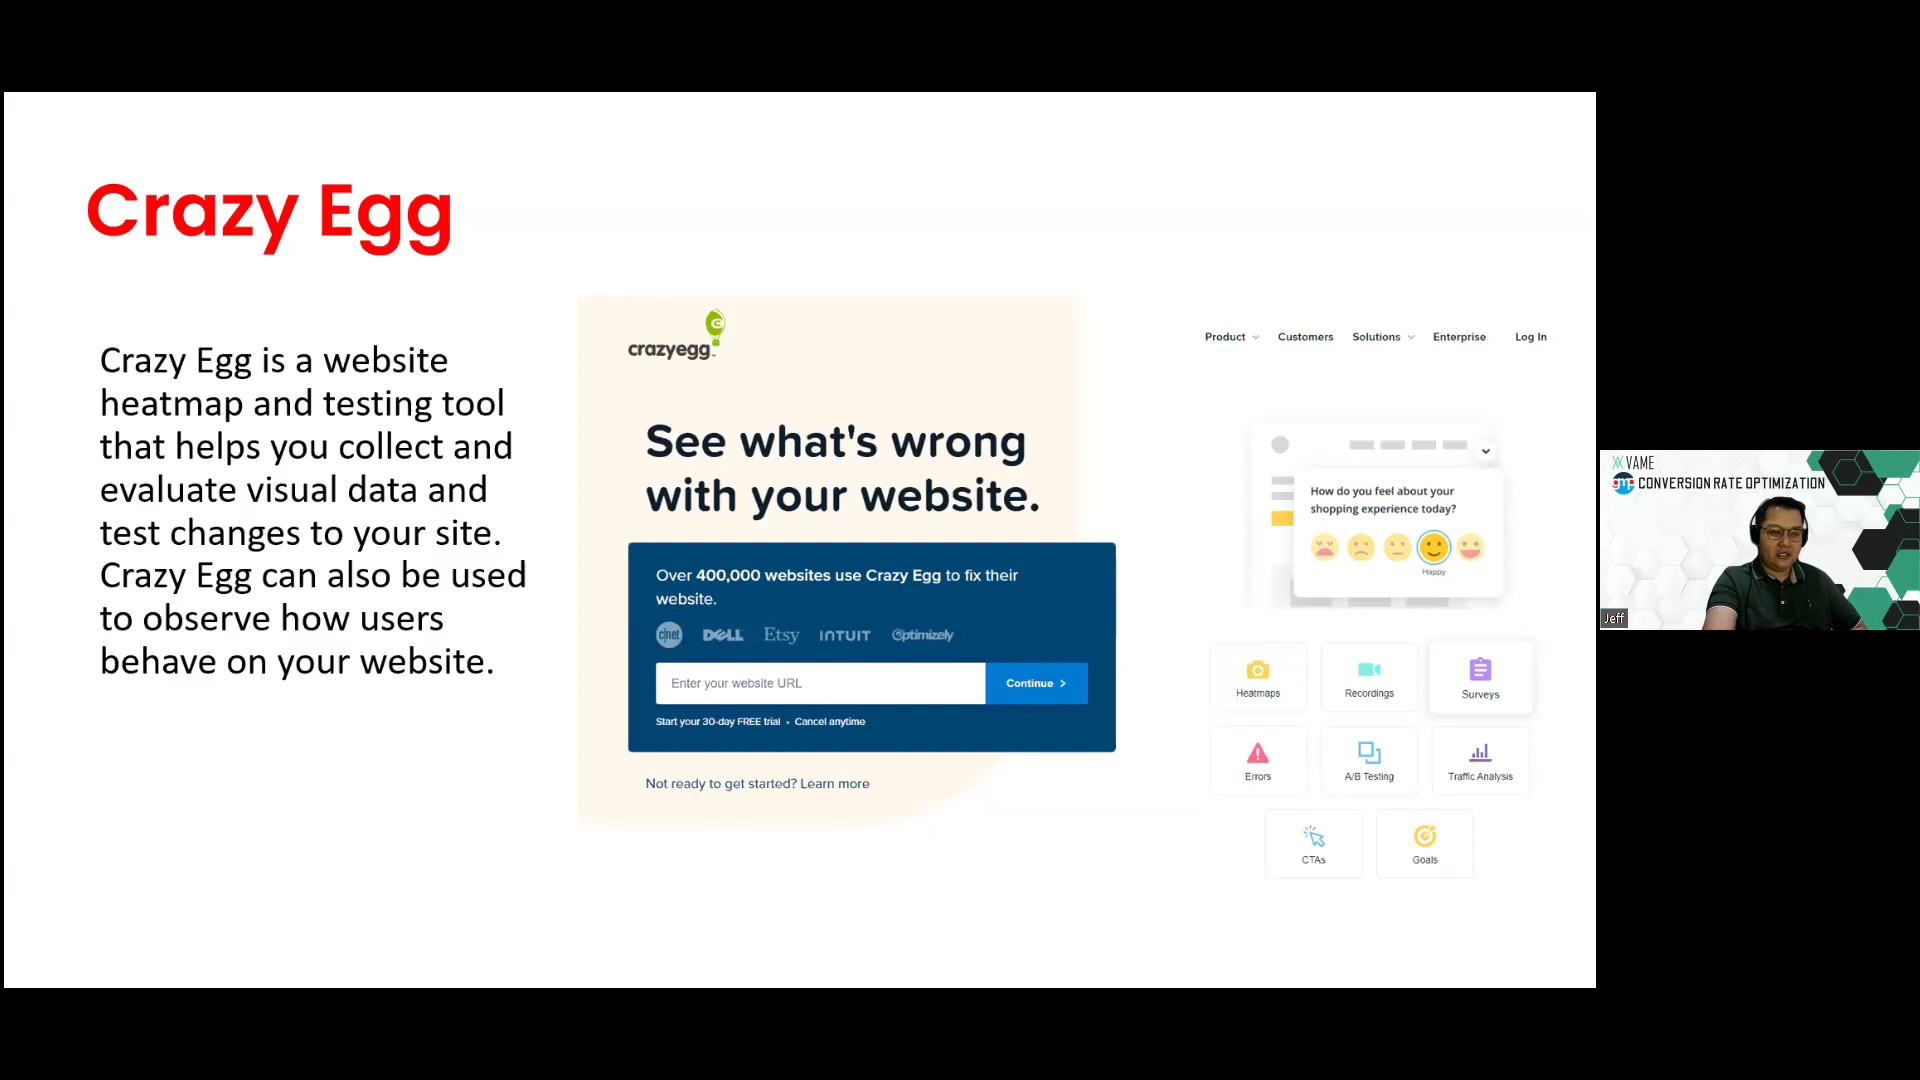 Crazy Egg
Crazy Egg is a website
heatmap and testing tool
that helps you collect and
evaluate visual data and
test changes to your site.
Crazy Egg can also be used
to observe how users
behave on your website.
crazyegg
Product
Customers
Solutions
Enterprise
Log In
See what's wrong
with your website.
Over 400,000 websites use Crazy Egg to fix their
website.
c|net
DELL
Etsy
INTUIT
Optimizely
Enter your website URL
Continue >
Start your 30-day FREE trial • Cancel anytime
Not ready to get started? Learn more
How do you feel about your
shopping experience today?
Happy
Heatmaps
Recordings
Surveys
Errors
A/B Testing
Traffic Analysis
CTAs
Goals
VAME
gmp CONVERSION RATE OPTIMIZATION
Jeff